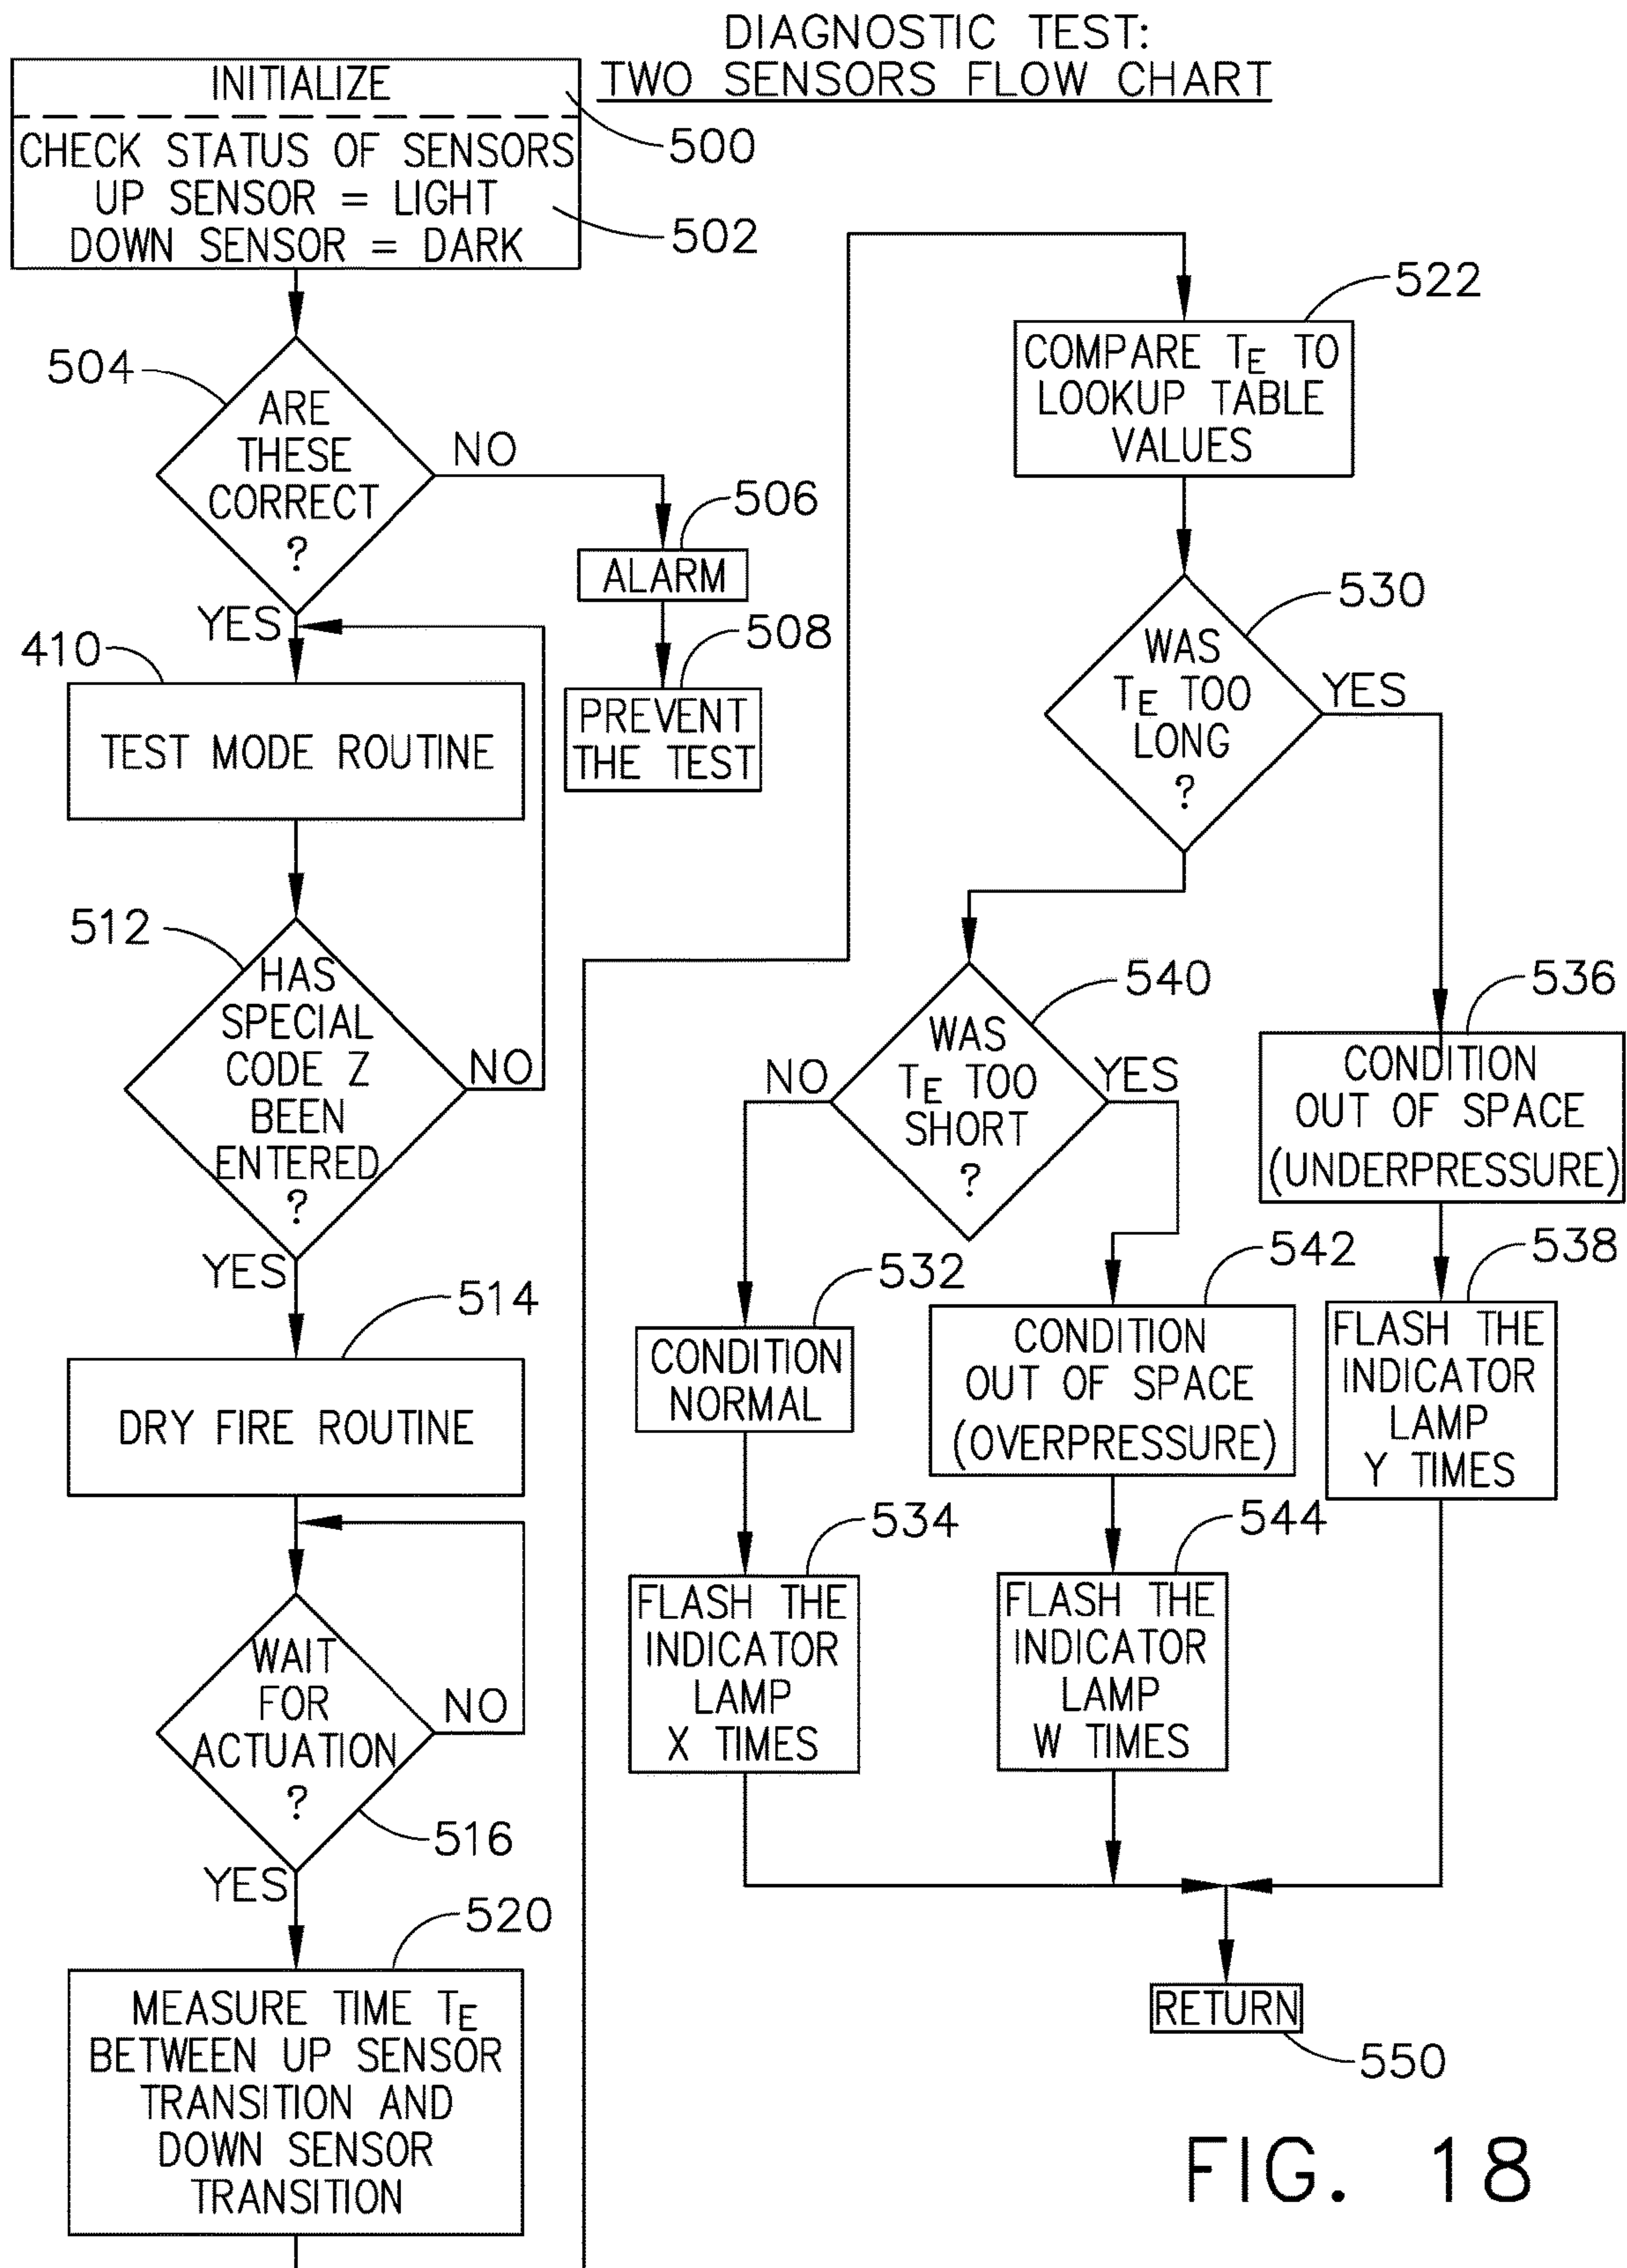 DIAGNOSTIC TEST:
TWO SENSORS FLOW CHART
INITIALIZE
500
CHECK STATUS OF SENSORS
UP SENSOR = LIGHT
DOWN SENSOR = DARK
502
504
ARE
THESE
CORRECT
?
NO
506
ALARM
508
PREVENT
THE TEST
YES
410
TEST MODE ROUTINE
512
HAS
SPECIAL
CODE Z
BEEN
ENTERED
?
NO
YES
514
DRY FIRE ROUTINE
WAIT
FOR
ACTUATION
?
NO
516
YES
520
MEASURE TIME TE
BETWEEN UP SENSOR
TRANSITION AND
DOWN SENSOR
TRANSITION
522
COMPARE TE TO
LOOKUP TABLE
VALUES
530
WAS
TE TOO
LONG
?
YES
540
WAS
TE TOO
SHORT
?
NO
YES
536
CONDITION
OUT OF SPACE
(UNDERPRESSURE)
532
CONDITION
NORMAL
542
CONDITION
OUT OF SPACE
(OVERPRESSURE)
538
FLASH THE
INDICATOR
LAMP
Y TIMES
534
FLASH THE
INDICATOR
LAMP
X TIMES
544
FLASH THE
INDICATOR
LAMP
W TIMES
RETURN
550
FIG. 18